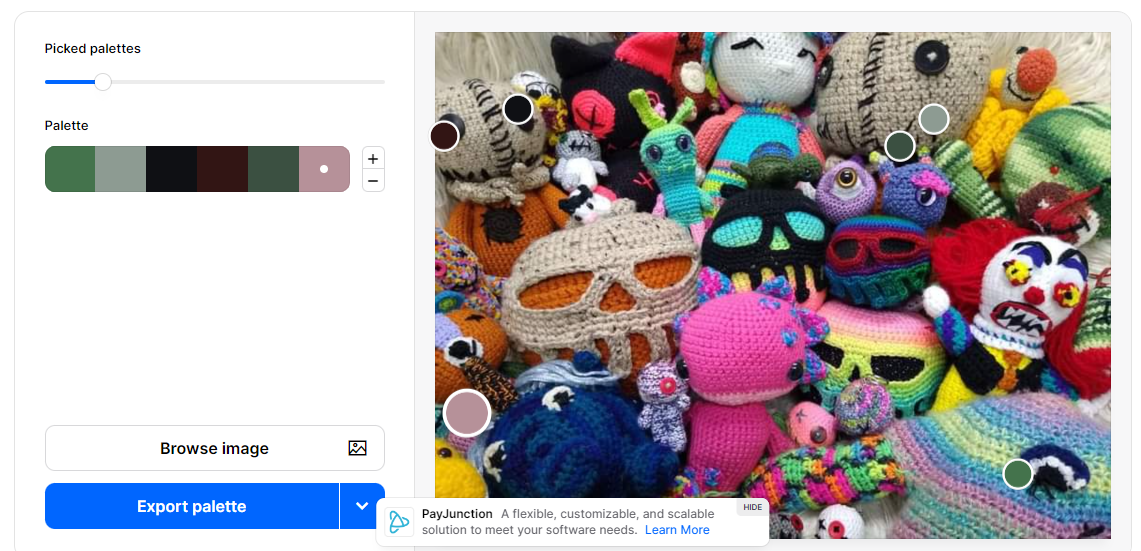 Picked palettes
Palette
+
−
Browse image
Export palette
PayJunction A flexible, customizable, and scalable
solution to meet your software needs. Learn More
HIDE